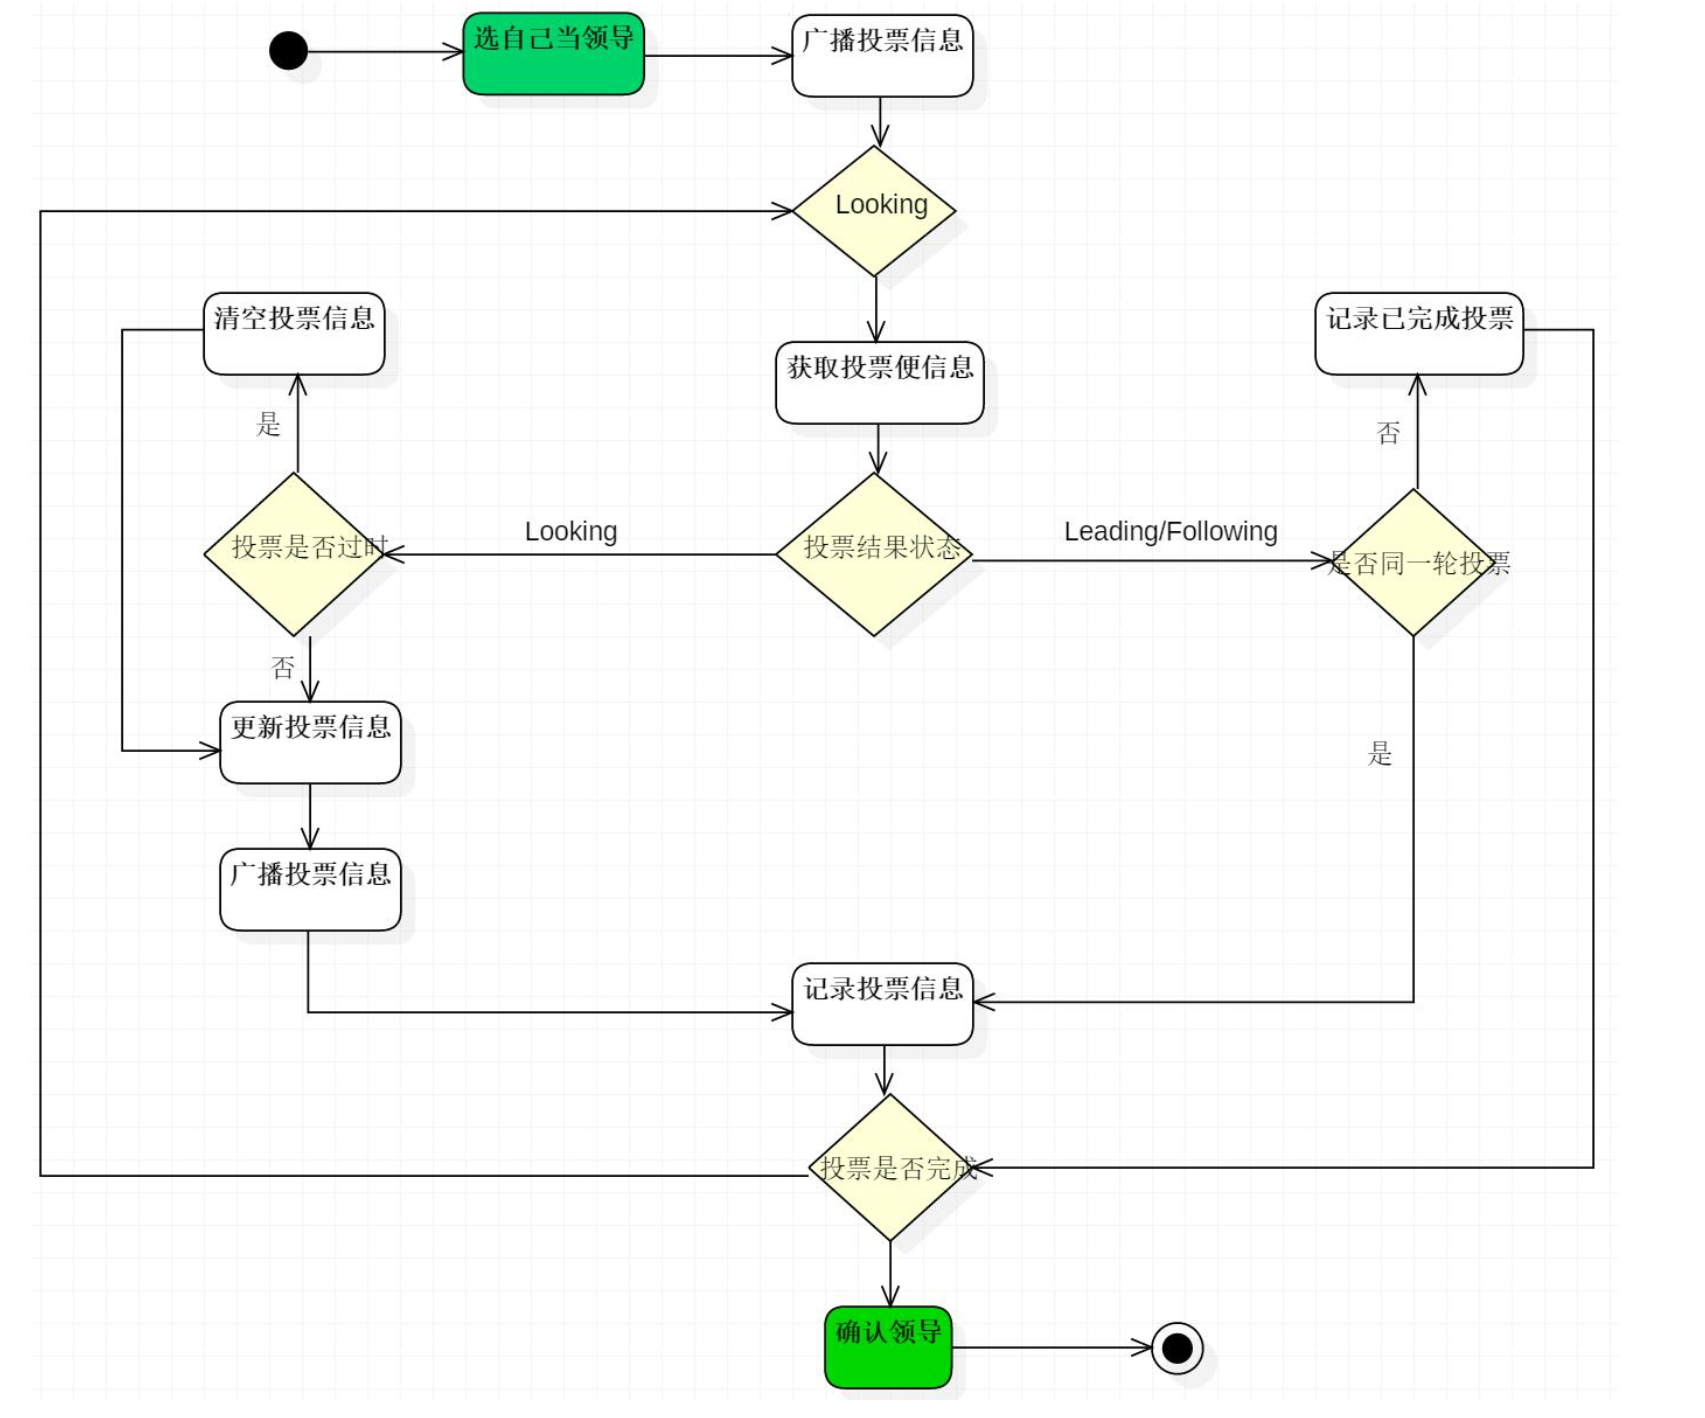 选自己当领导
广播投票信息
Looking
清空投票信息
获取投票便信息
记录已完成投票
是
否
投票是否过时
Looking
投票结果状态
Leading/Following
是否同一轮投票
否
更新投票信息
是
广播投票信息
记录投票信息
投票是否完成
确认领导